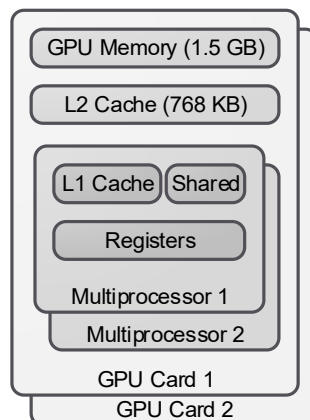 GPU Memory (1.5 GB)
L2 Cache (768 KB)
L1 Cache Shared
Registers
Multiprocessor 1
Multiprocessor 2
GPU Card 1
GPU Card 2